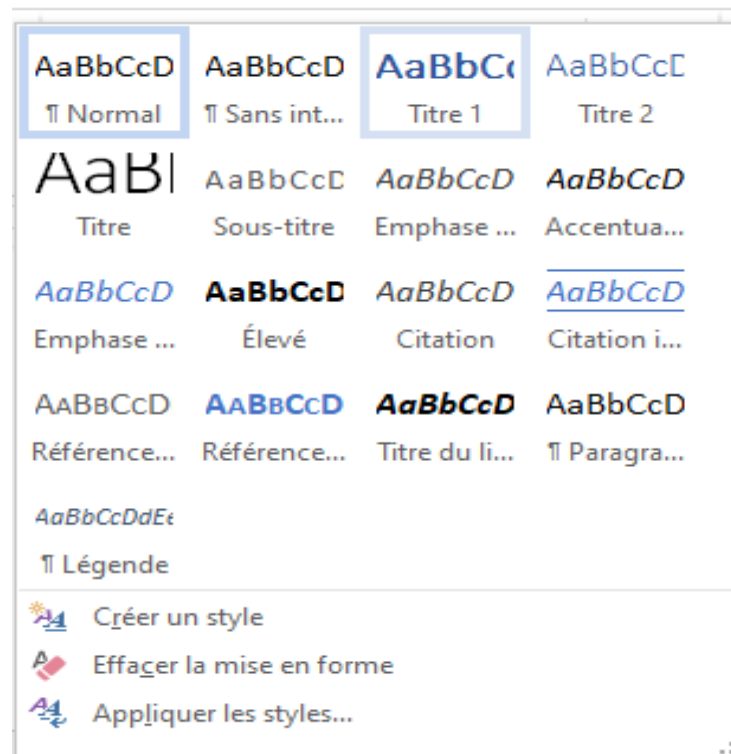 AaBbCcD AaBbCcD AaBbCc AaBbCcD
¶ Normal ¶ Sans int... Titre 1 Titre 2
AaBl AaBbCcD AaBbCcD AaBbCcD
Titre Sous-titre Emphase ... Accentua...
AaBbCcD AaBbCcD AaBbCcD AaBbCcD
Emphase ... Élevé Citation Citation i...
AaBbCcD AaBbCcD AaBbCcD AaBbCcD
Référence... Référence... Titre du li... ¶ Paragra...
AaBbCcDdEe
¶ Légende
Créer un style
Effacer la mise en forme
Appliquer les styles...